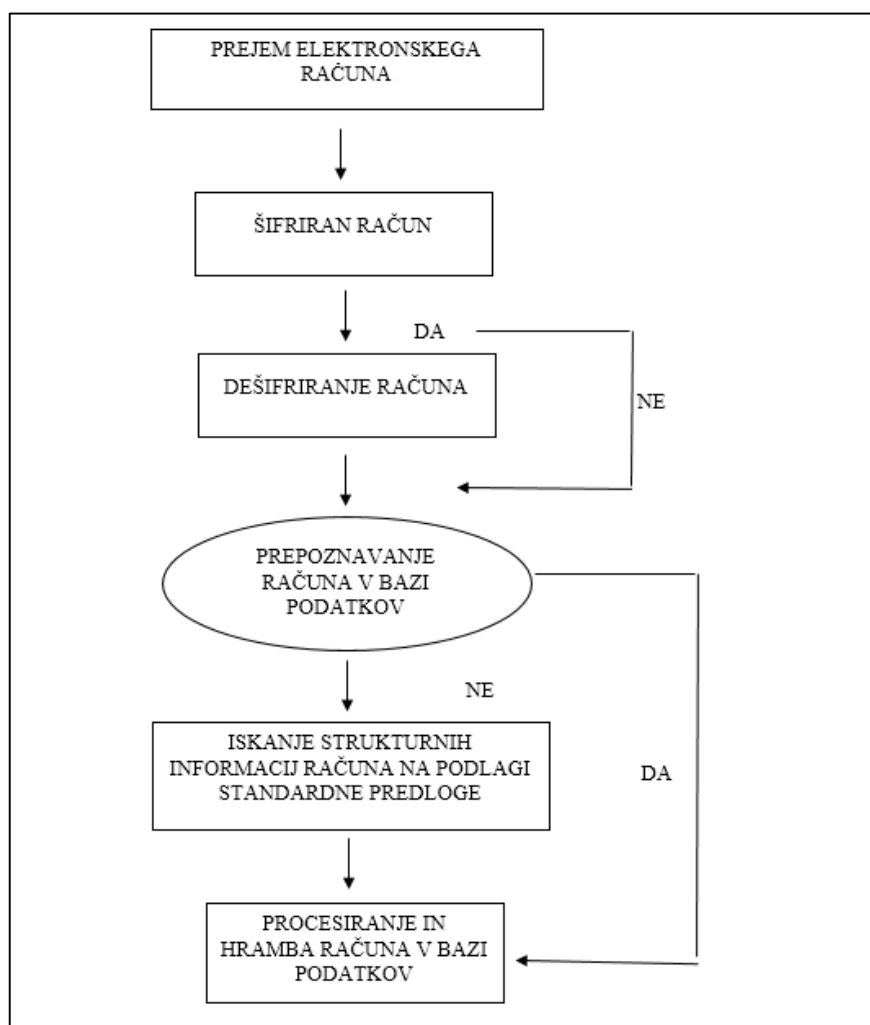 PREJEM ELEKTRONSKEGA
RAČUNA
ŠIFRIRAN RAČUN
DA
DEŠIFRIRANJE RAČUNA
NE
PREPOZNAVANJE
RAČUNA V BAZI
PODATKOV
NE
ISKANJE STRUKTURNIH
INFORMACIJ RAČUNA NA PODLAGI
STANDARDNE PREDLOGE
DA
PROCESIRANJE IN
HRAMBA RAČUNA V BAZI
PODATKOV